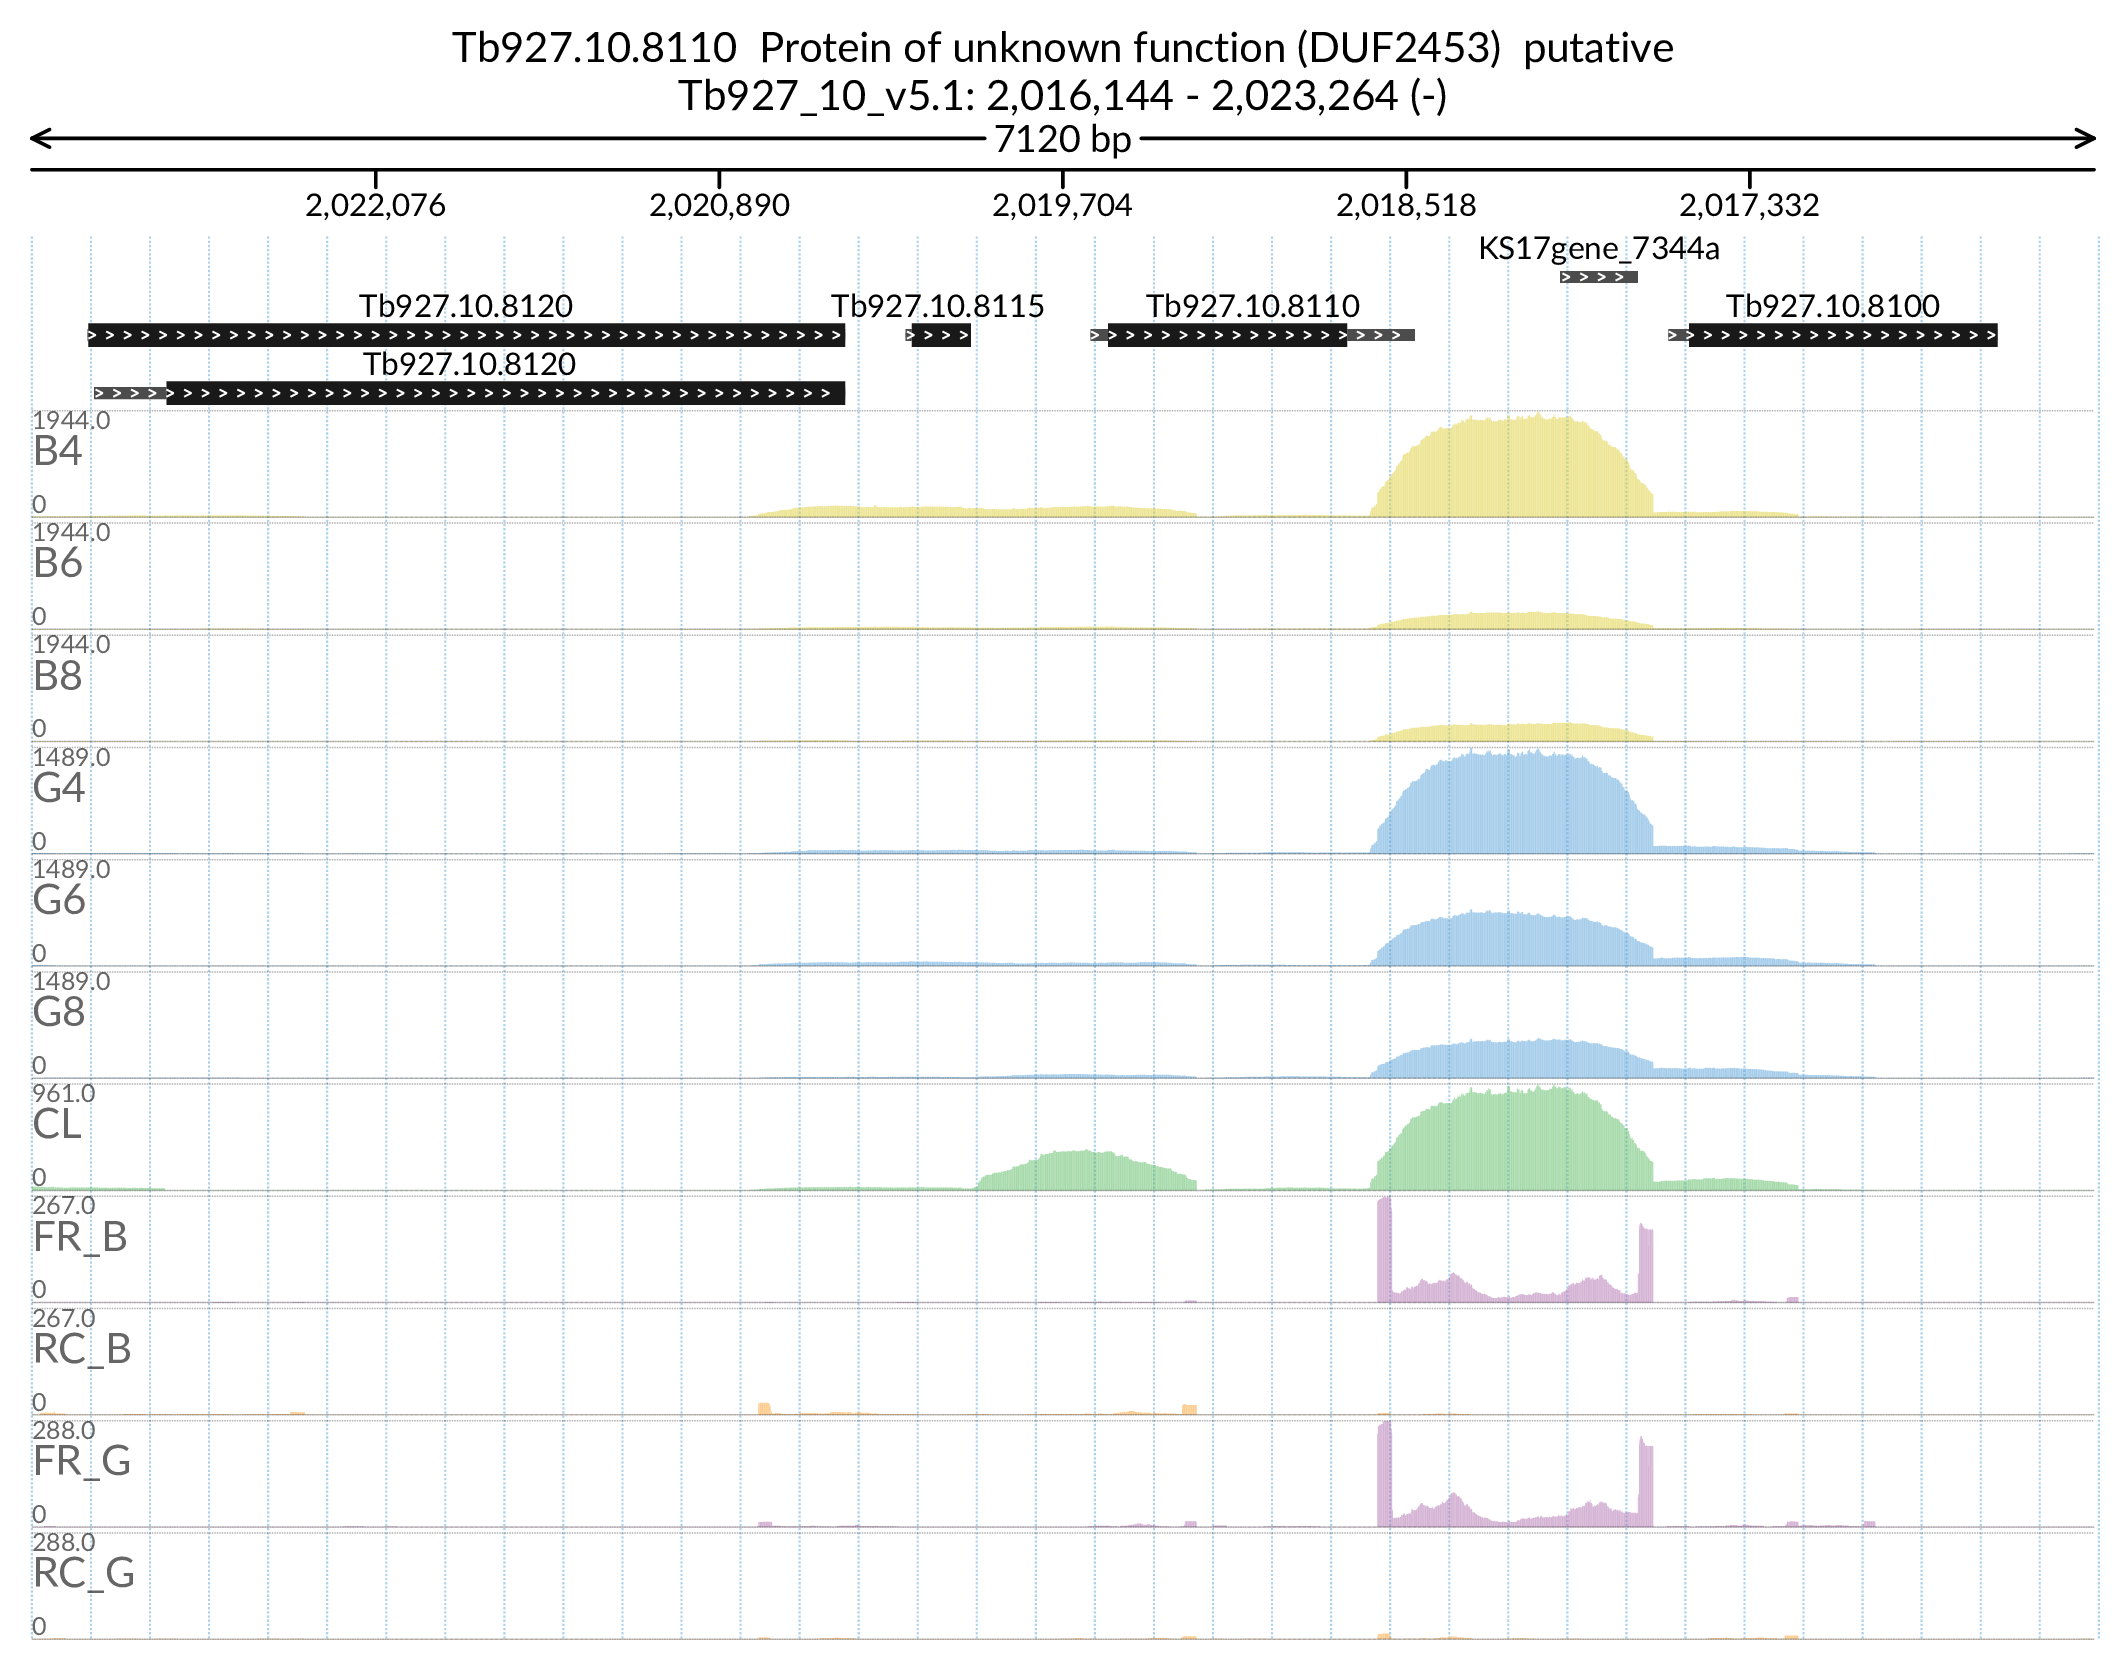 Tb927.10.8110 Protein of unknown function (DUF2453) putative
Tb927_10_v5.1: 2,016,144 - 2,023,264 (-)
7120 bp
2,022,076 2,020,890 2,019,704 2,018,518 2,017,332
KS17gene_7344a
Tb927.10.8120 Tb927.10.8115 Tb927.10.8110 Tb927.10.8100
Tb927.10.8120
1944.0
B4
0
1944.0
B6
0
1944.0
B8
0
1489.0
G4
0
1489.0
G6
0
1489.0
G8
0
961.0
CL
0
267.0
FR_B
0
267.0
RC_B
0
288.0
FR_G
0
288.0
RC_G
0